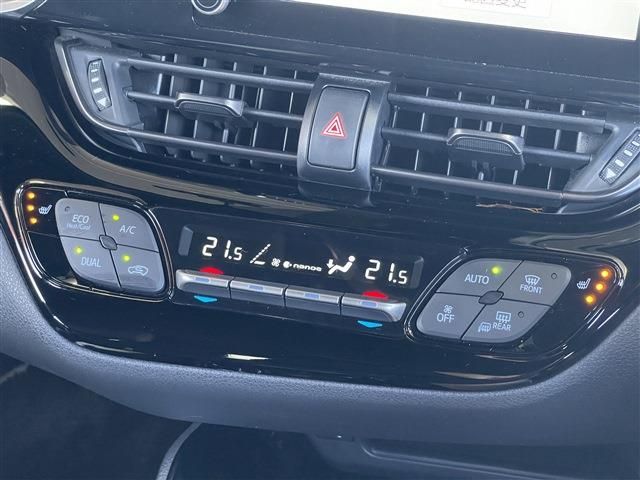 ECO
Heat/Cool
A/C
DUAL
21.5
nanoe
21.5
AUTO
FRONT
OFF
REAR